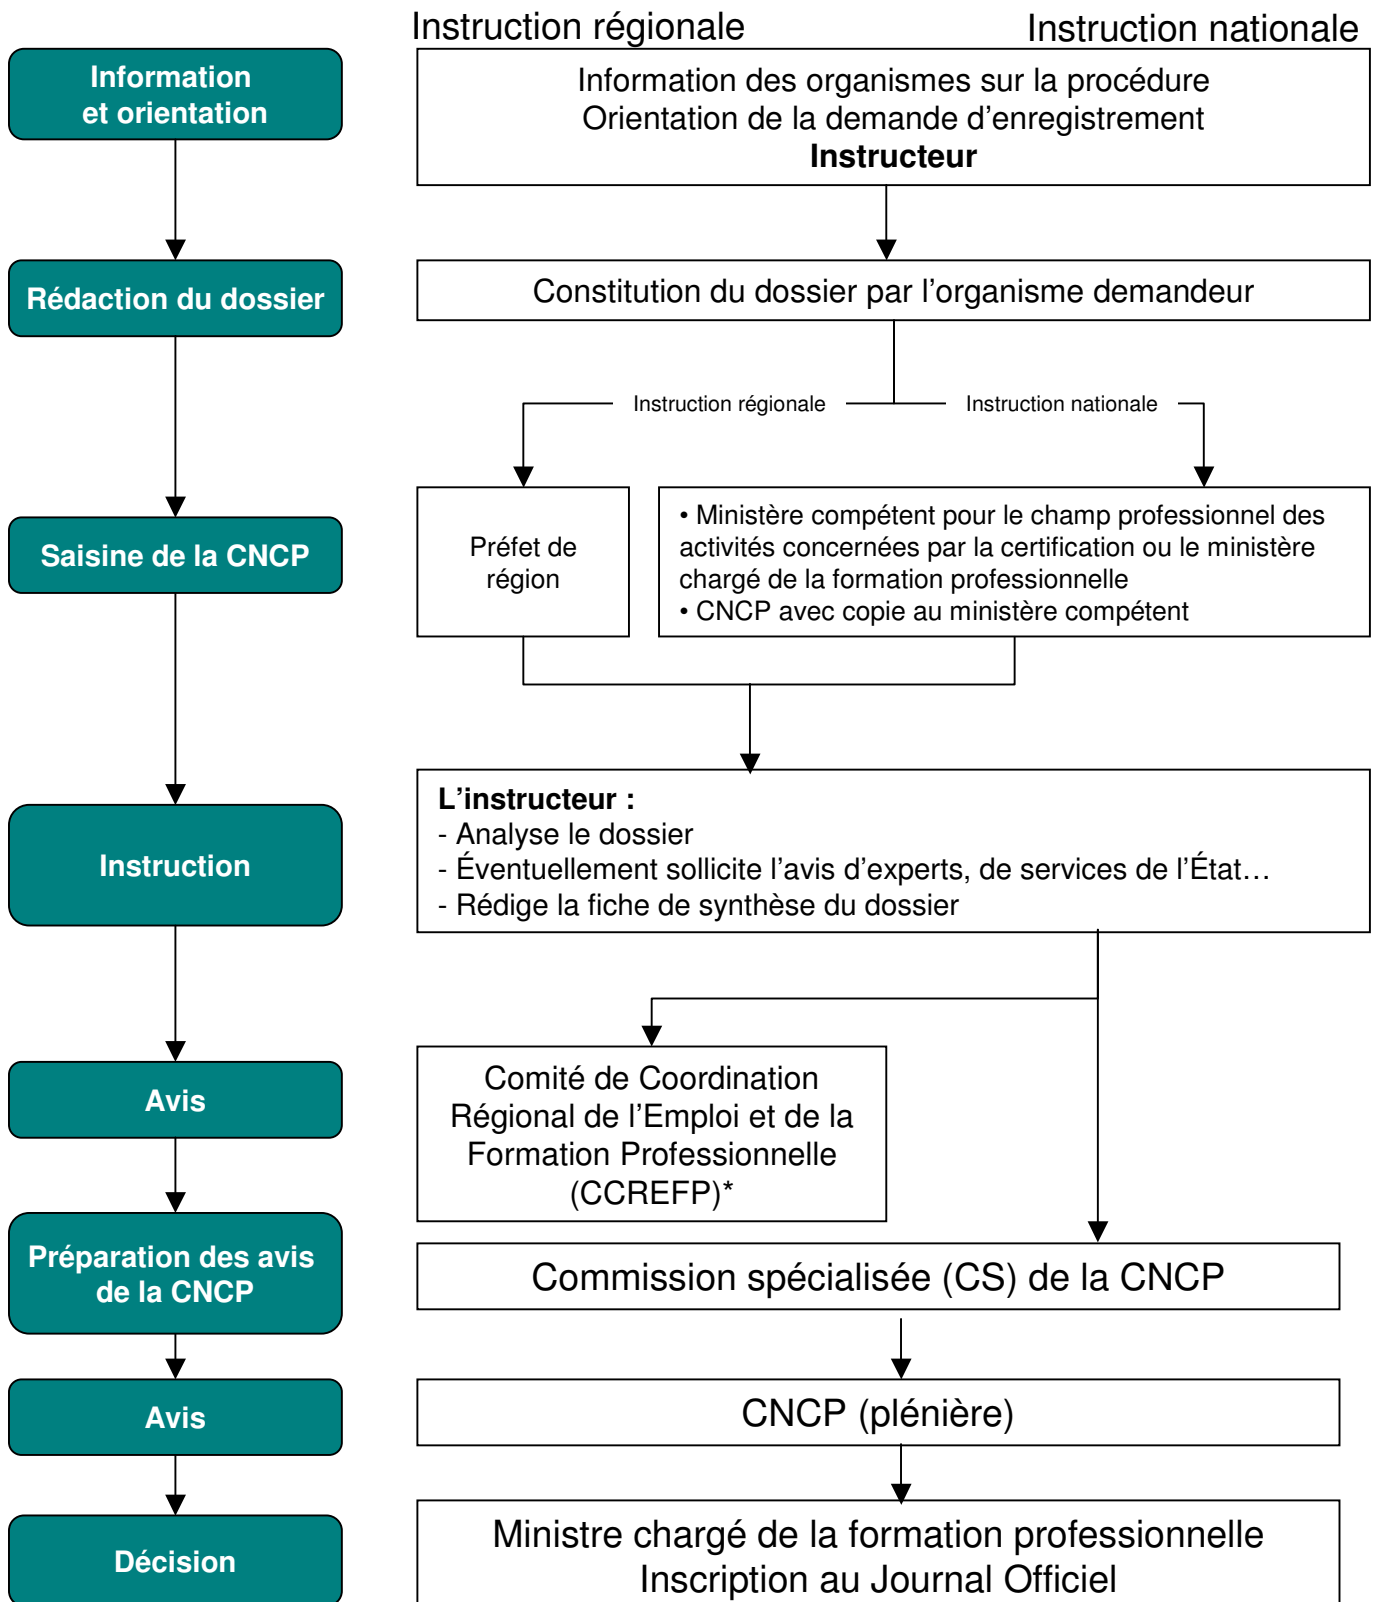 Instruction régionale
Instruction nationale
Information
et orientation
Information des organismes sur la procédure
Orientation de la demande d’enregistrement
Instructeur
Rédaction du dossier
Constitution du dossier par l’organisme demandeur
Instruction régionale
Instruction nationale
Saisine de la CNCP
Préfet de
région
• Ministère compétent pour le champ professionnel des
activités concernées par la certification ou le ministère
chargé de la formation professionnelle
• CNCP avec copie au ministère compétent
Instruction
L’instructeur :
- Analyse le dossier
- Éventuellement sollicite l’avis d’experts, de services de l’État…
- Rédige la fiche de synthèse du dossier
Avis
Comité de Coordination
Régional de l’Emploi et de la
Formation Professionnelle
(CCREFP)*
Préparation des avis
de la CNCP
Commission spécialisée (CS) de la CNCP
Avis
CNCP (plénière)
Décision
Ministre chargé de la formation professionnelle
Inscription au Journal Officiel